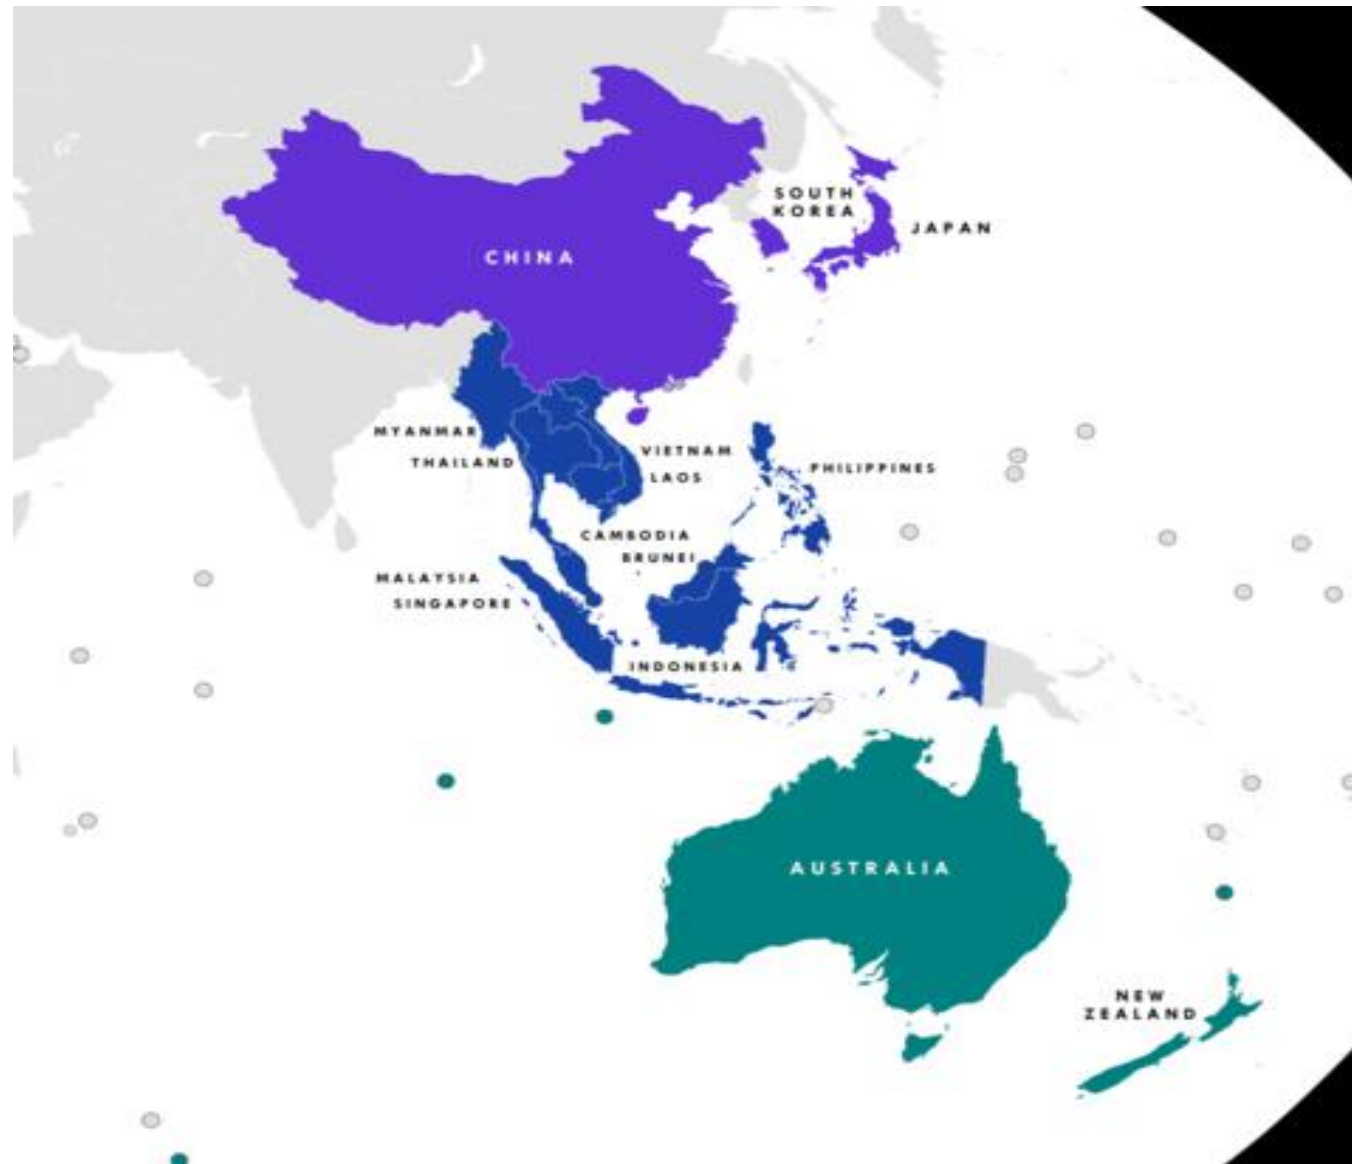 SOUTH
KOREA
JAPAN
CHINA
MYANMAR
THAILAND
VIETNAM
LAOS
PHILIPPINES
CAMBODIA
BRUNEI
MALAYSIA
SINGAPORE
INDONESIA
AUSTRALIA
NEW
ZEALAND